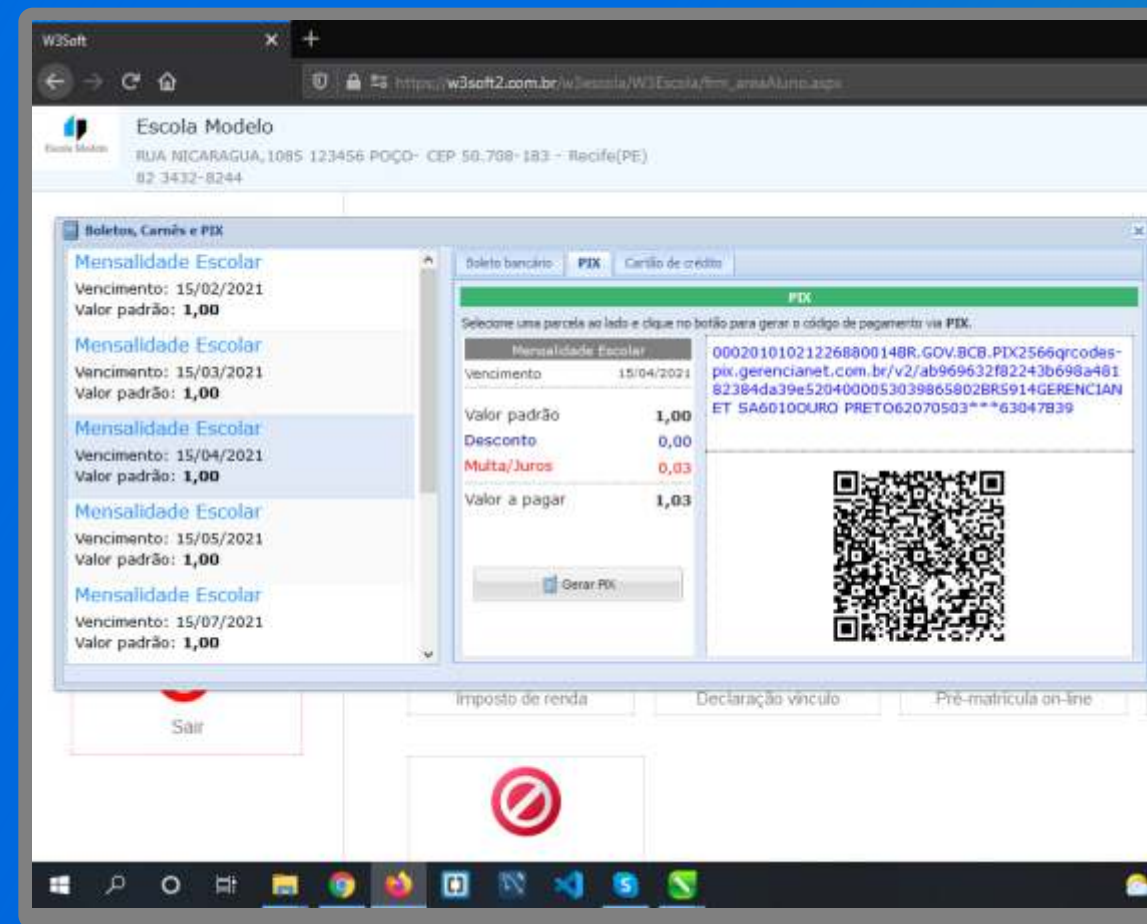 W3Soft
https://w3soft2.com.br/w3escola/W3Escola/frm_areaAluno.aspx
Escola Modelo
Escola Modelo
RUA NICARAGUA,1085 123456 POÇO- CEP 50.708-183 - Recife(PE)
82 3432-8244
Boletos, Carnês e PIX
Mensalidade Escolar
Vencimento: 15/02/2021
Valor padrão: 1,00
Mensalidade Escolar
Vencimento: 15/03/2021
Valor padrão: 1,00
Mensalidade Escolar
Vencimento: 15/04/2021
Valor padrão: 1,00
Mensalidade Escolar
Vencimento: 15/05/2021
Valor padrão: 1,00
Mensalidade Escolar
Vencimento: 15/07/2021
Valor padrão: 1,00
Boleto bancário PIX Cartão de crédito
PIX
Selecione uma parcela ao lado e clique no botão para gerar o código de pagamento via PIX.
Mensalidade Escolar
Vencimento 15/04/2021
Valor padrão 1,00
Desconto 0,00
Multa/Juros 0,03
Valor a pagar 1,03
Gerar PIX
00020101021226880014BR.GOV.BCB.PIX2566qrcodes-
pix.gerencianet.com.br/v2/ab969632f82243b698a481
82384da39e5204000053039865802BR5914GERENCIAN
ET SA6010OURO PRETO62070503***63047B39
Imposto de renda Declaração vínculo Pré-matrícula on-line
Sair